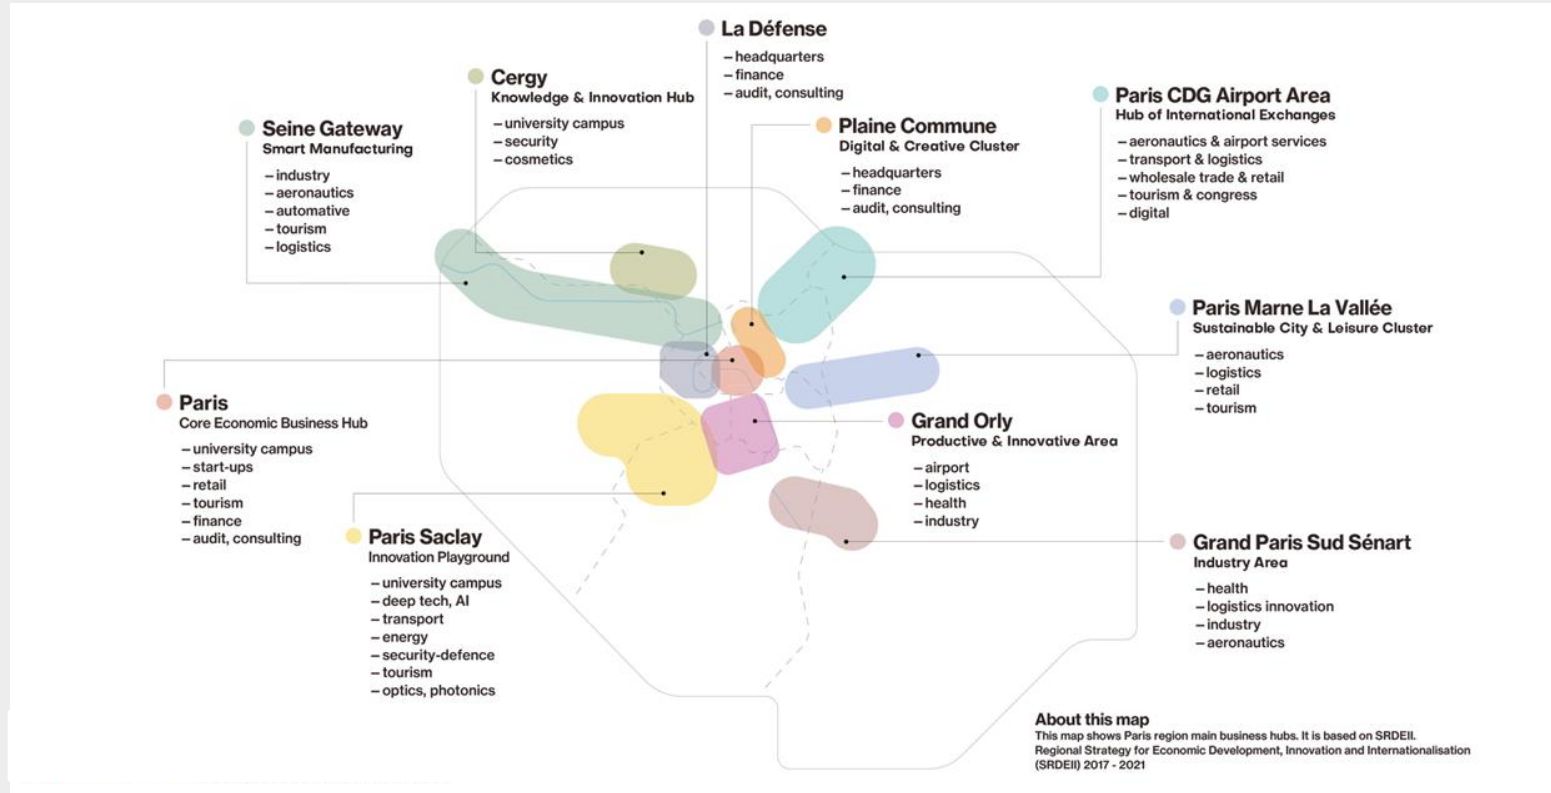 La Défense
– headquarters
– finance
– audit, consulting
Cergy
Knowledge & Innovation Hub
– university campus
– security
– cosmetics
Paris CDG Airport Area
Hub of International Exchanges
– aeronautics & airport services
– transport & logistics
– wholesale trade & retail
– tourism & congress
– digital
Seine Gateway
Smart Manufacturing
– industry
– aeronautics
– automative
– tourism
– logistics
Plaine Commune
Digital & Creative Cluster
– headquarters
– finance
– audit, consulting
Paris Marne La Vallée
Sustainable City & Leisure Cluster
– aeronautics
– logistics
– retail
– tourism
Paris
Core Economic Business Hub
– university campus
– start-ups
– retail
– tourism
– finance
– audit, consulting
Grand Orly
Productive & Innovative Area
– airport
– logistics
– health
– industry
Paris Saclay
Innovation Playground
– university campus
– deep tech, AI
– transport
– energy
– security-defence
– tourism
– optics, photonics
Grand Paris Sud Sénart
Industry Area
– health
– logistics innovation
– industry
– aeronautics
About this map
This map shows Paris region main business hubs. It is based on SRDEII.
Regional Strategy for Economic Development, Innovation and Internationalisation
(SRDEII) 2017 - 2021